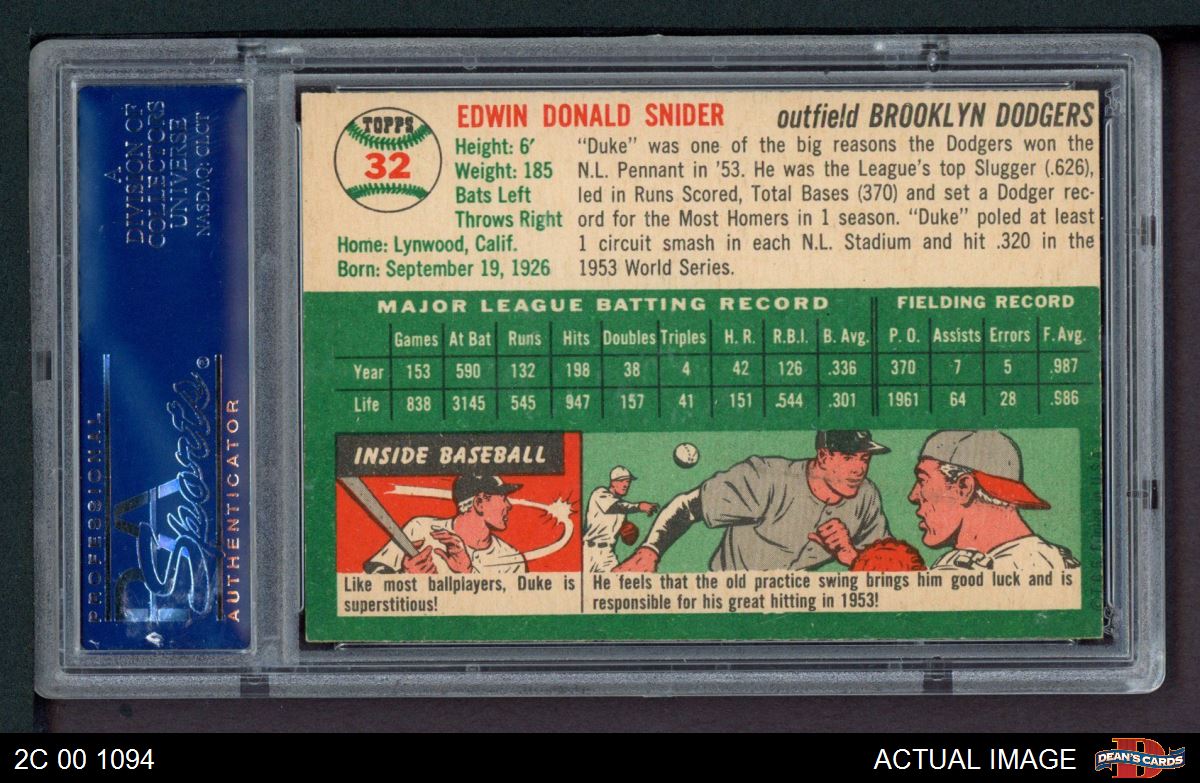 A
DIVISION OF
COLLECTORS
UNIVERSE
NASDAQ: CLCT
PROFESSIONAL
PSA
Sports
AUTHENTICATOR
TOPPS
32
EDWIN DONALD SNIDER
outfield BROOKLYN DODGERS
Height: 6'
Weight: 185
Bats Left
Throws Right
Home: Lynwood, Calif.
Born: September 19, 1926
"Duke" was one of the big reasons the Dodgers won the
N.L. Pennant in '53. He was the League's top Slugger (.626),
led in Runs Scored, Total Bases (370) and set a Dodger rec-
ord for the Most Homers in 1 season. "Duke" poled at least
1 circuit smash in each N.L. Stadium and hit .320 in the
1953 World Series.
MAJOR LEAGUE BATTING RECORD FIELDING RECORD
Games At Bat Runs Hits Doubles Triples H. R. R.B.I. B. Avg. P. O. Assists Errors F. Avg.
Year 153 590 132 198 38 4 42 126 .336 370 7 5 .987
Life 838 3145 545 947 157 41 151 .544 .301 1961 64 28 .986
INSIDE BASEBALL
Like most ballplayers, Duke is
superstitious!
He feels that the old practice swing brings him good luck and is
responsible for his great hitting in 1953!
2C 00 1094
ACTUAL IMAGE
D
DEAN'S CARDS